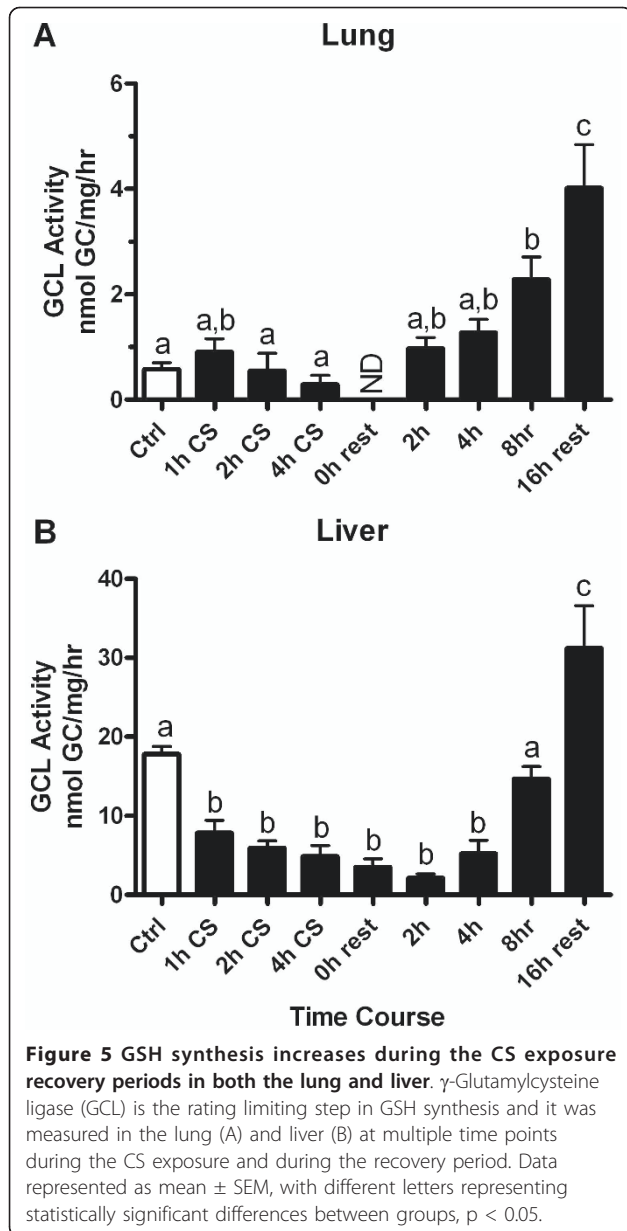 A Lung
6
4
2
0
GCL Activity
nmol GC/mg/hr
a
a,b
a
a
ND
a,b
a,b
b
c
Ctrl
1h CS
2h CS
4h CS
0h rest
2h
4h
8hr
16h rest
B Liver
40
30
20
10
0
GCL Activity
nmol GC/mg/hr
a
b
b
b
b
b
b
a
c
Ctrl
1h CS
2h CS
4h CS
0h rest
2h
4h
8hr
16h rest
Time Course
Figure 5 GSH synthesis increases during the CS exposure
recovery periods in both the lung and liver. γ-Glutamylcysteine
ligase (GCL) is the rating limiting step in GSH synthesis and it was
measured in the lung (A) and liver (B) at multiple time points
during the CS exposure and during the recovery period. Data
represented as mean ± SEM, with different letters representing
statistically significant differences between groups, p < 0.05.